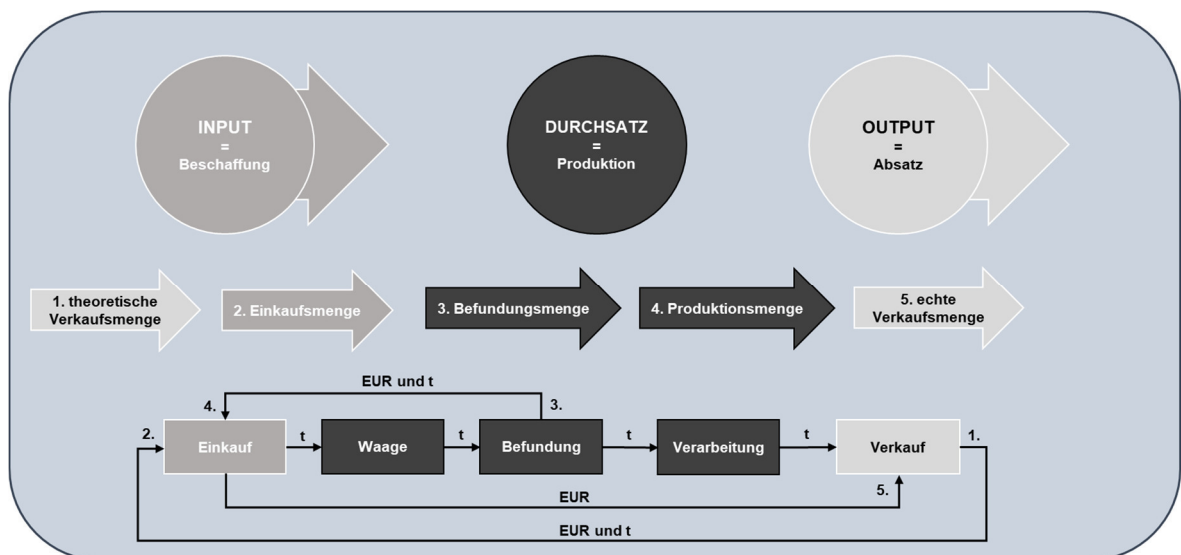 INPUT
=
Beschaffung
DURCHSATZ
=
Produktion
OUTPUT
=
Absatz
1. theoretische
Verkaufsmenge
2. Einkaufsmenge
3. Befundungsmenge
4. Produktionsmenge
5. echte
Verkaufsmenge
EUR und t
4.
3.
2.
Einkauf
t
Waage
t
Befundung
t
Verarbeitung
t
Verkauf
1.
EUR
5.
EUR und t